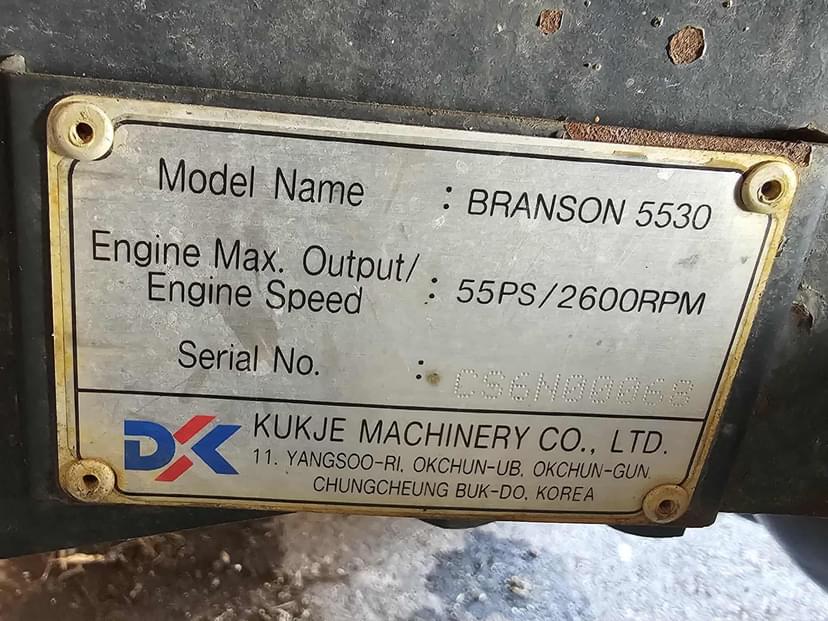 Model Name : BRANSON 5530
Engine Max. Output/
Engine Speed : 55PS/2600RPM
Serial No. : CS6N00068
DK KUKJE MACHINERY CO., LTD.
11. YANGSOO-RI, OKCHUN-UB, OKCHUN-GUN
CHUNGCHEUNG BUK-DO, KOREA